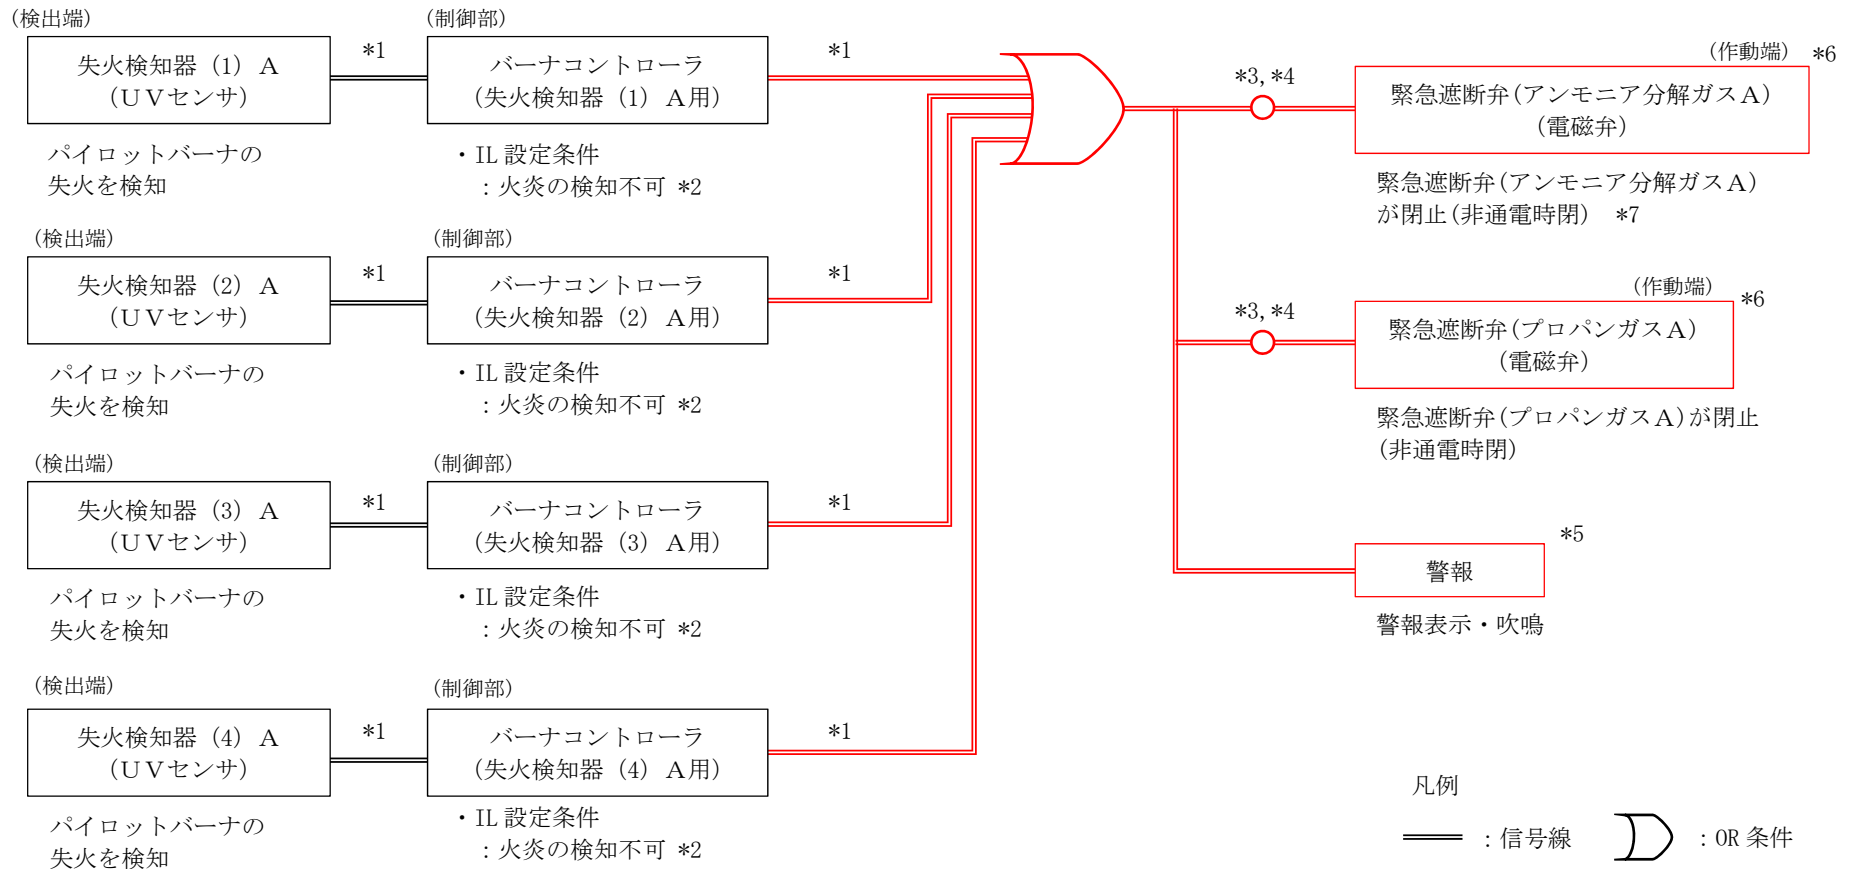 (検出端)
失火検知器 (1) A
(UVセンサ)
パイロットバーナの
失火を検知
*1
(制御部)
バーナコントローラ
(失火検知器 (1) A用)
・IL 設定条件
：火炎の検知不可 *2
*1
(検出端)
失火検知器 (2) A
(UVセンサ)
パイロットバーナの
失火を検知
*1
(制御部)
バーナコントローラ
(失火検知器 (2) A用)
・IL 設定条件
：火炎の検知不可 *2
*1
(検出端)
失火検知器 (3) A
(UVセンサ)
パイロットバーナの
失火を検知
*1
(制御部)
バーナコントローラ
(失火検知器 (3) A用)
・IL 設定条件
：火炎の検知不可 *2
*1
(検出端)
失火検知器 (4) A
(UVセンサ)
パイロットバーナの
失火を検知
*1
(制御部)
バーナコントローラ
(失火検知器 (4) A用)
・IL 設定条件
：火炎の検知不可 *2
*1
*3,*4
(作動端) *6
緊急遮断弁(アンモニア分解ガスA)
(電磁弁)
緊急遮断弁(アンモニア分解ガスA)
が閉止(非通電時閉) *7
*3,*4
(作動端) *6
緊急遮断弁(プロパンガスA)
(電磁弁)
緊急遮断弁(プロパンガスA)が閉止
(非通電時閉)
*5
警報
警報表示・吹鳴
凡例
：信号線
：OR 条件